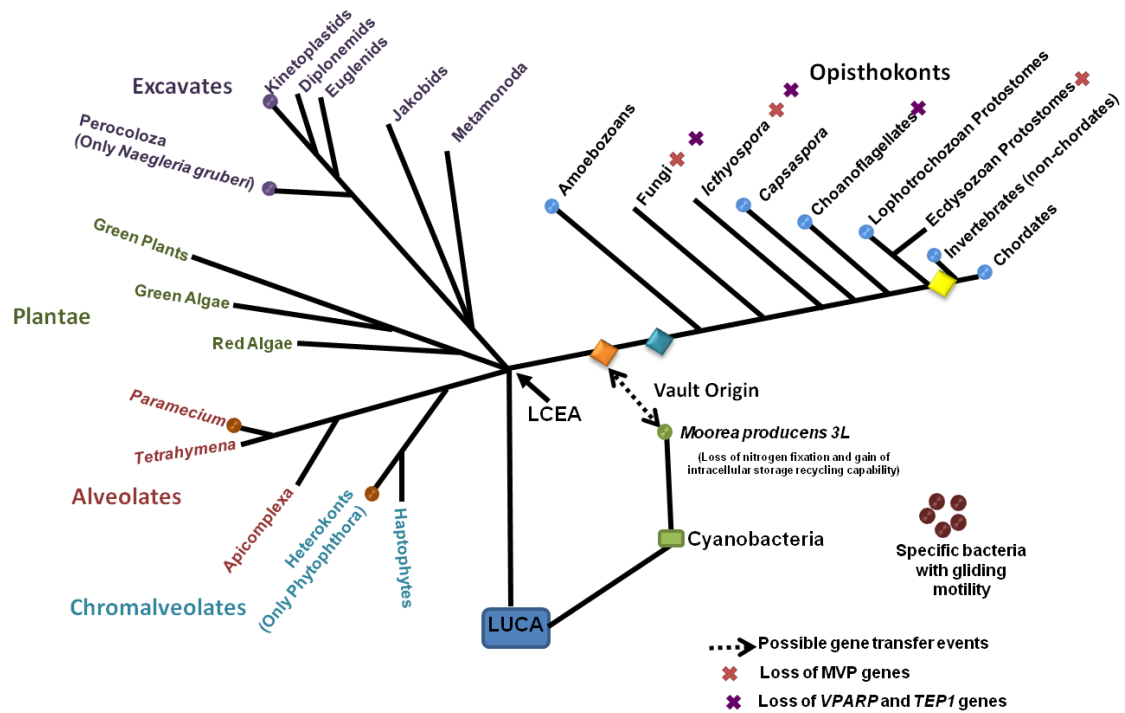 Excavates
Kinetoplastids
Diplonemids
Euglenids
Jakobids
Metamonoda
Perocoloza
(Only Naegleria gruberi)
Opisthokonts
Amoebozoans
Fungi
Icthyospora
Capsaspora
Choanoflagellates
Lophotrochozoan Protostomes
Ecdysozoan Protostomes
Invertebrates (non-chordates)
Chordates
Green Plants
Green Algae
Plantae
Red Algae
LCEA
Vault Origin
Paramecium
Tetrahymena
Alveolates
Apicomplexa
Heterokonts
(Only Phytophthora)
Haptophytes
Chromalveolates
Moorea producens 3L
(Loss of nitrogen fixation and gain of
intracellular storage recycling capability)
Cyanobacteria
Specific bacteria
with gliding
motility
LUCA
Possible gene transfer events
Loss of MVP genes
Loss of VPARP and TEP1 genes